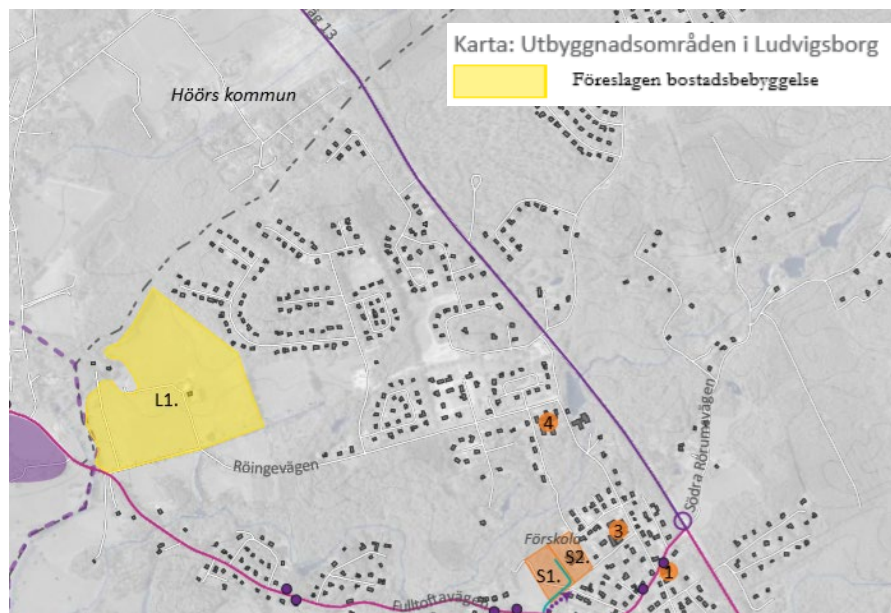 Karta: Utbyggnadsområden i Ludvigsborg
Föreslagen bostadsbebyggelse
Höörs kommun
L1.
Röingevägen
4
Södra Rörumsvägen
3
Förskola
S2.
S1.
1
Fulltoftavägen